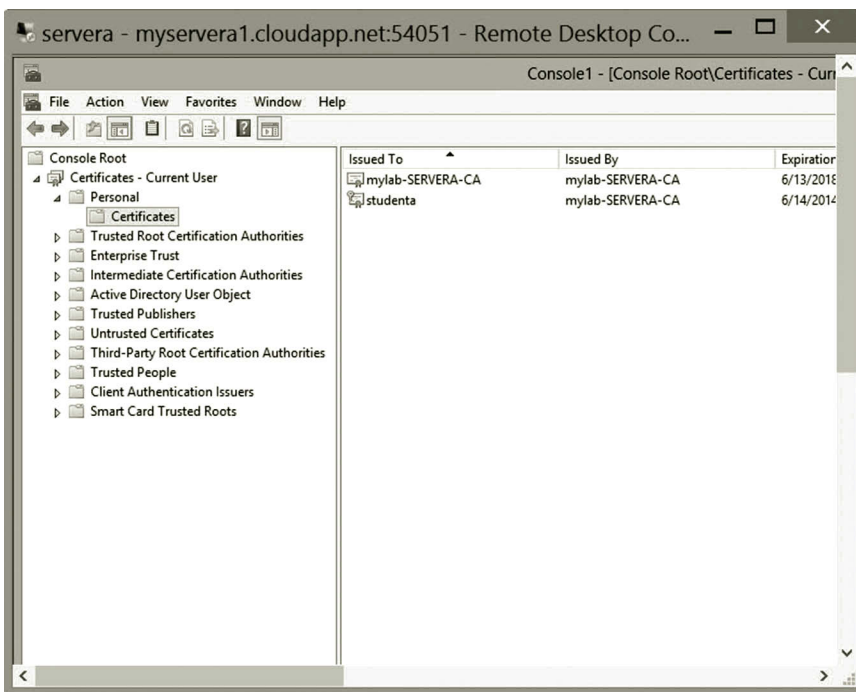 servera - myservera1.cloudapp.net:54051 - Remote Desktop Co...
Console1 - [Console Root\Certificates - Curr
File Action View Favorites Window Help
Console Root
Certificates - Current User
Personal
Certificates
Trusted Root Certification Authorities
Enterprise Trust
Intermediate Certification Authorities
Active Directory User Object
Trusted Publishers
Untrusted Certificates
Third-Party Root Certification Authorities
Trusted People
Client Authentication Issuers
Smart Card Trusted Roots
Issued To Issued By Expiration
mylab-SERVERA-CA mylab-SERVERA-CA 6/13/2018
studenta mylab-SERVERA-CA 6/14/2014